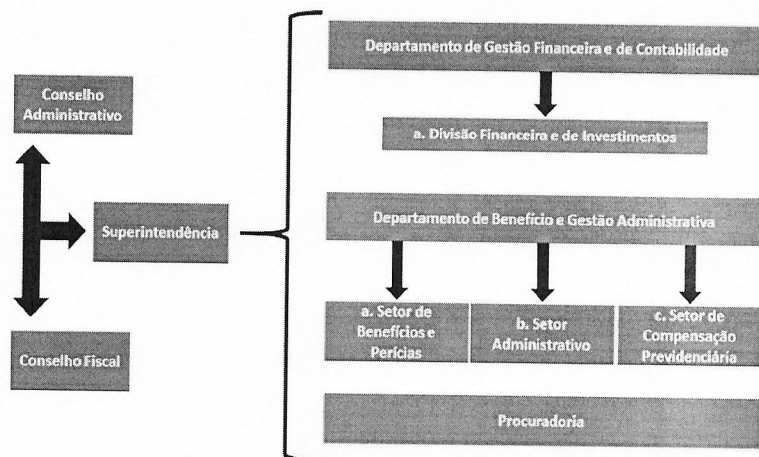 Conselho
Administrativo
Superintendência
Conselho Fiscal
Departamento de Gestão Financeira e de Contabilidade
a. Divisão Financeira e de Investimentos
Departamento de Benefício e Gestão Administrativa
a. Setor de
Benefícios e
Perícias
b. Setor
Administrativo
c. Setor de
Compensação
Previdenciária
Procuradoria